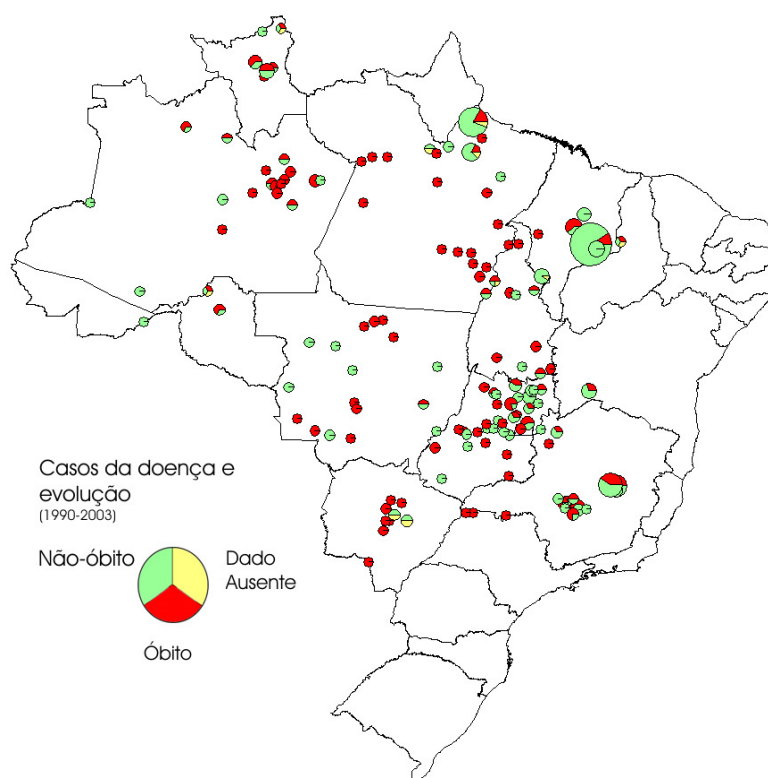 Casos da doença e
evolução
(1990-2003)
Não-óbito
Dado
Ausente
Óbito